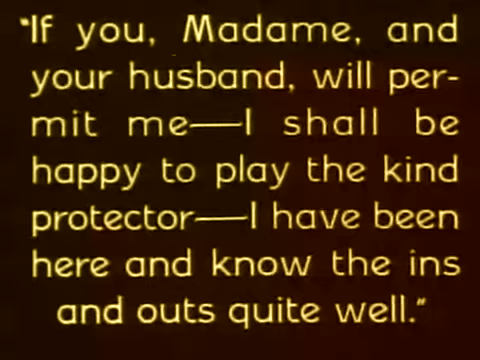 "If you, Madame, and
your husband, will per-
mit me—I shall be
happy to play the kind
protector—I have been
here and know the ins
and outs quite well."